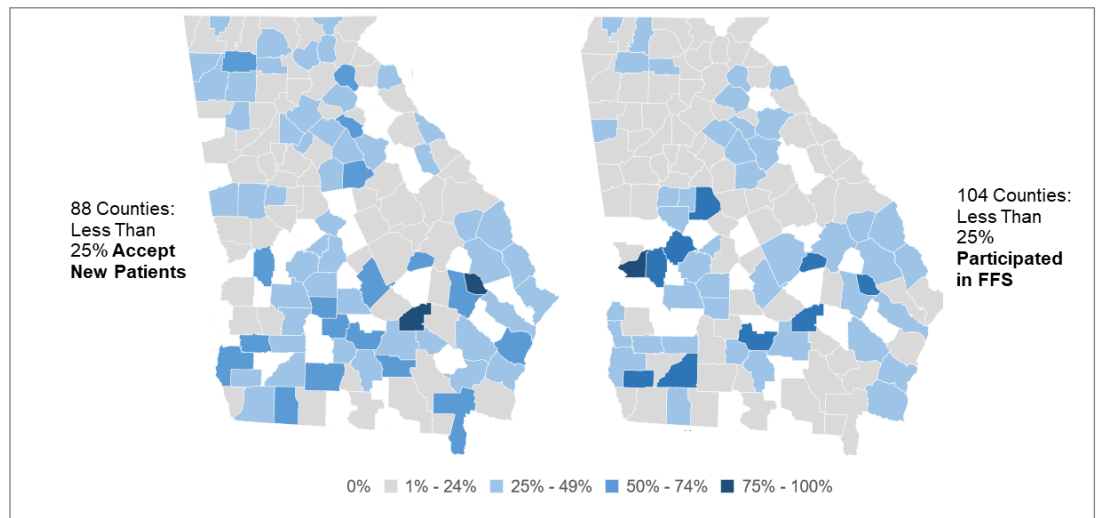 88 Counties:
Less Than
25% Accept
New Patients
104 Counties:
Less Than
25%
Participated
in FFS
0% 1% - 24% 25% - 49% 50% - 74% 75% - 100%